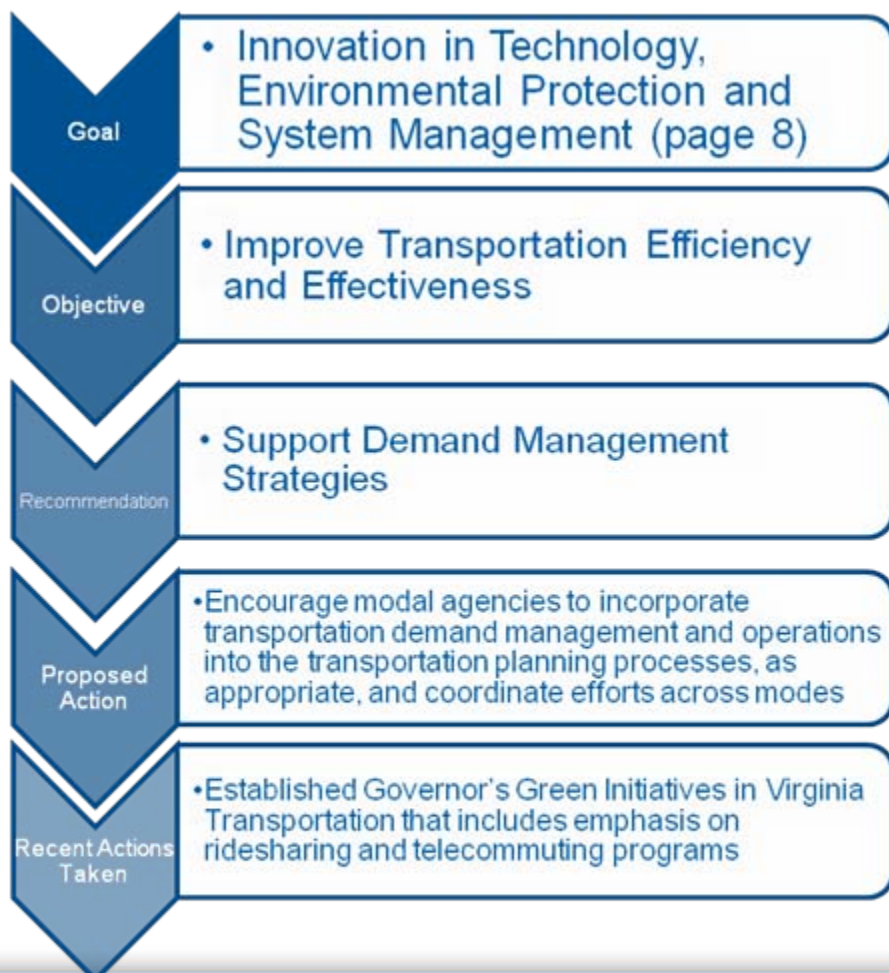 Goal
• Innovation in Technology,
Environmental Protection and
System Management (page 8)
Objective
• Improve Transportation Efficiency
and Effectiveness
Recommendation
• Support Demand Management
Strategies
Proposed
Action
•Encourage modal agencies to incorporate
transportation demand management and operations
into the transportation planning processes, as
appropriate, and coordinate efforts across modes
Recent Actions
Taken
•Established Governor's Green Initiatives in Virginia
Transportation that includes emphasis on
ridesharing and telecommuting programs